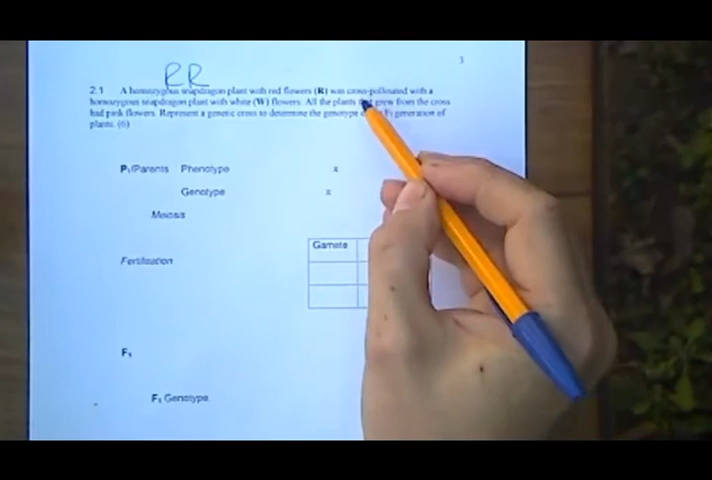 3
RR
2.1 A homozygous snapdragon plant with red flowers (R) was cross-pollinated with a
homozygous snapdragon plant with white (W) flowers. All the plants that grew from the cross
had pink flowers. Represent a genetic cross to determine the genotype F₁ generation of
plants. (6)
P₁/Parents Phenotype x
Genotype x
Meiosis
Gamete
Fertilisation
F₁
F₁ Genotype